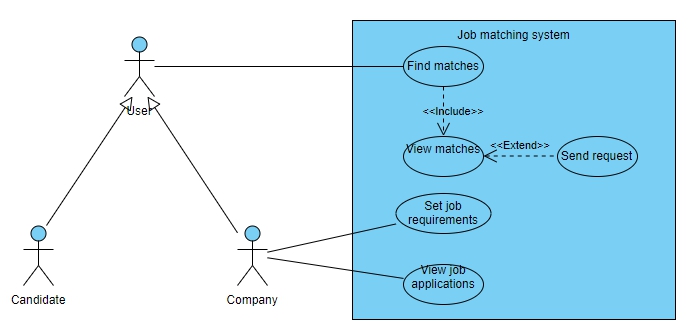 Job matching system
Find matches
User
<<Include>>
View matches
<<Extend>>
Send request
Set job
requirements
View job
applications
Candidate
Company